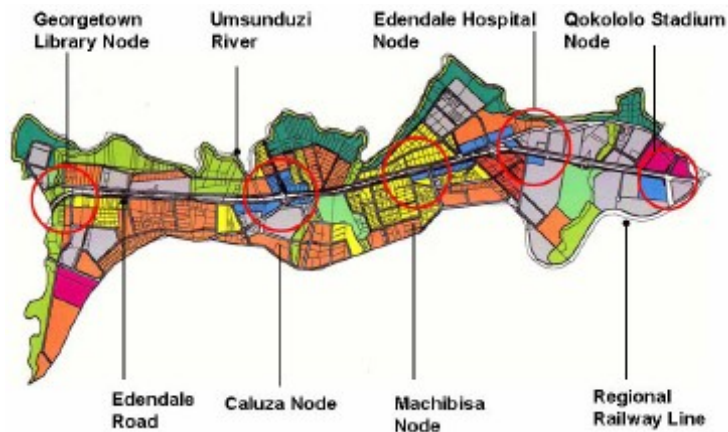 Georgetown
Library Node
Umsunduzi
River
Edendale Hospital
Node
Qokololo Stadium
Node
Edendale
Road
Caluza Node
Machibisa
Node
Regional
Railway Line